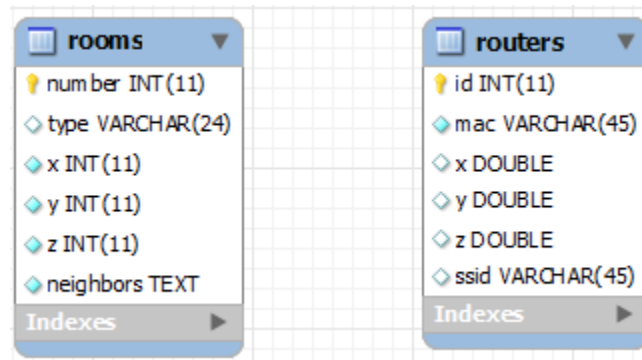 rooms
number INT(11)
type VARCHAR(24)
x INT(11)
y INT(11)
z INT(11)
neighbors TEXT
Indexes
routers
id INT(11)
mac VARCHAR(45)
x DOUBLE
y DOUBLE
z DOUBLE
ssid VARCHAR(45)
Indexes